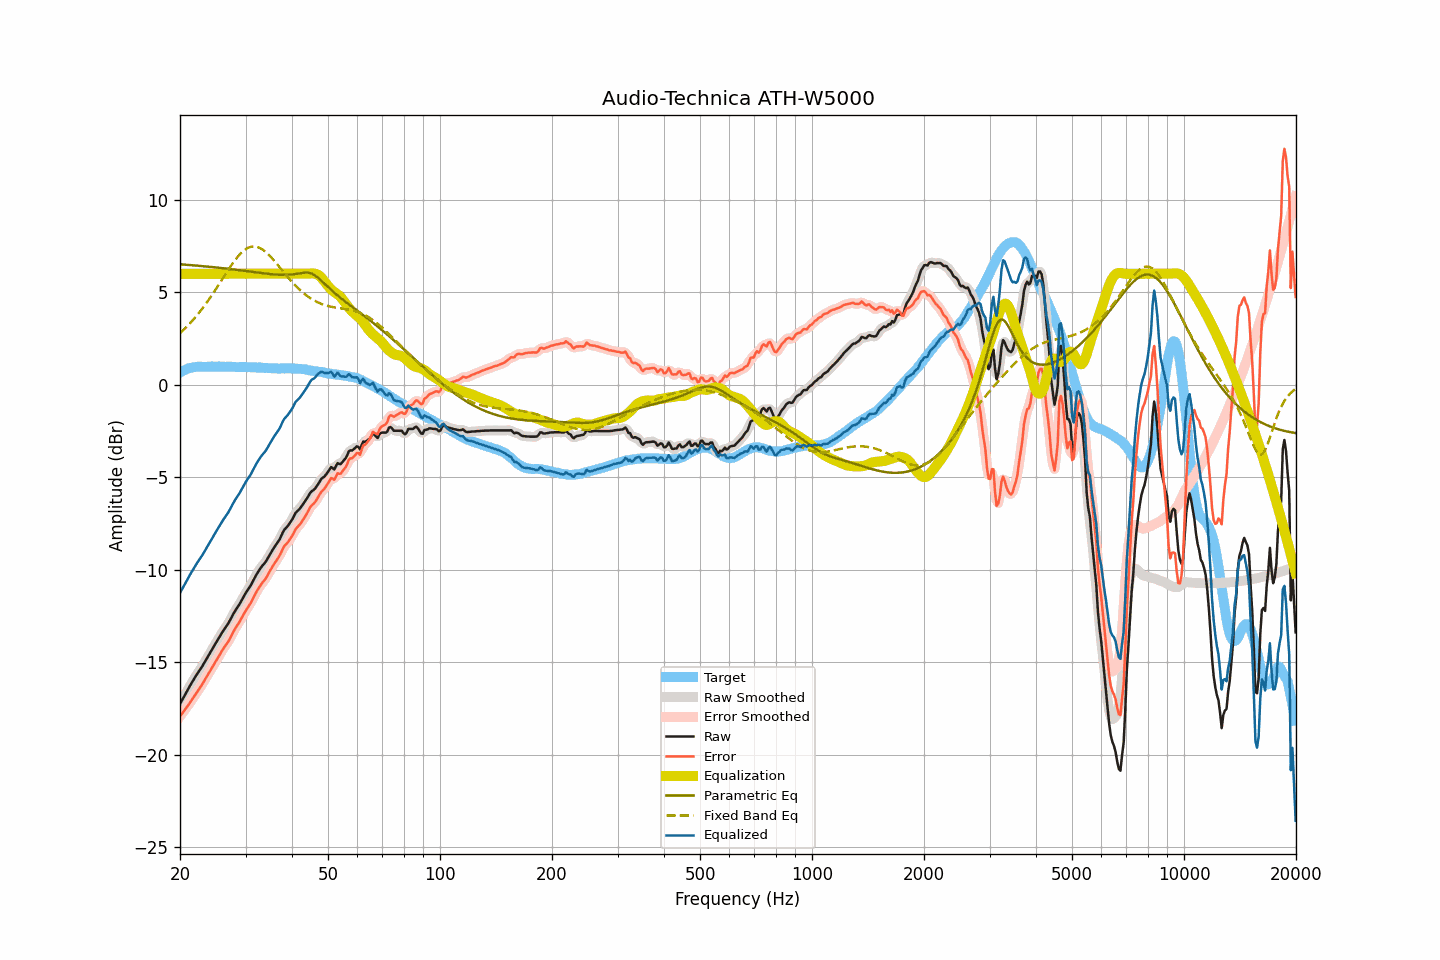 Audio-Technica ATH-W5000
Amplitude (dBr)
10
5
0
−5
−10
−15
−20
−25
Target
Raw Smoothed
Error Smoothed
Raw
Error
Equalization
Parametric Eq
Fixed Band Eq
Equalized
20 50 100 200 500 1000 2000 5000 10000 20000
Frequency (Hz)